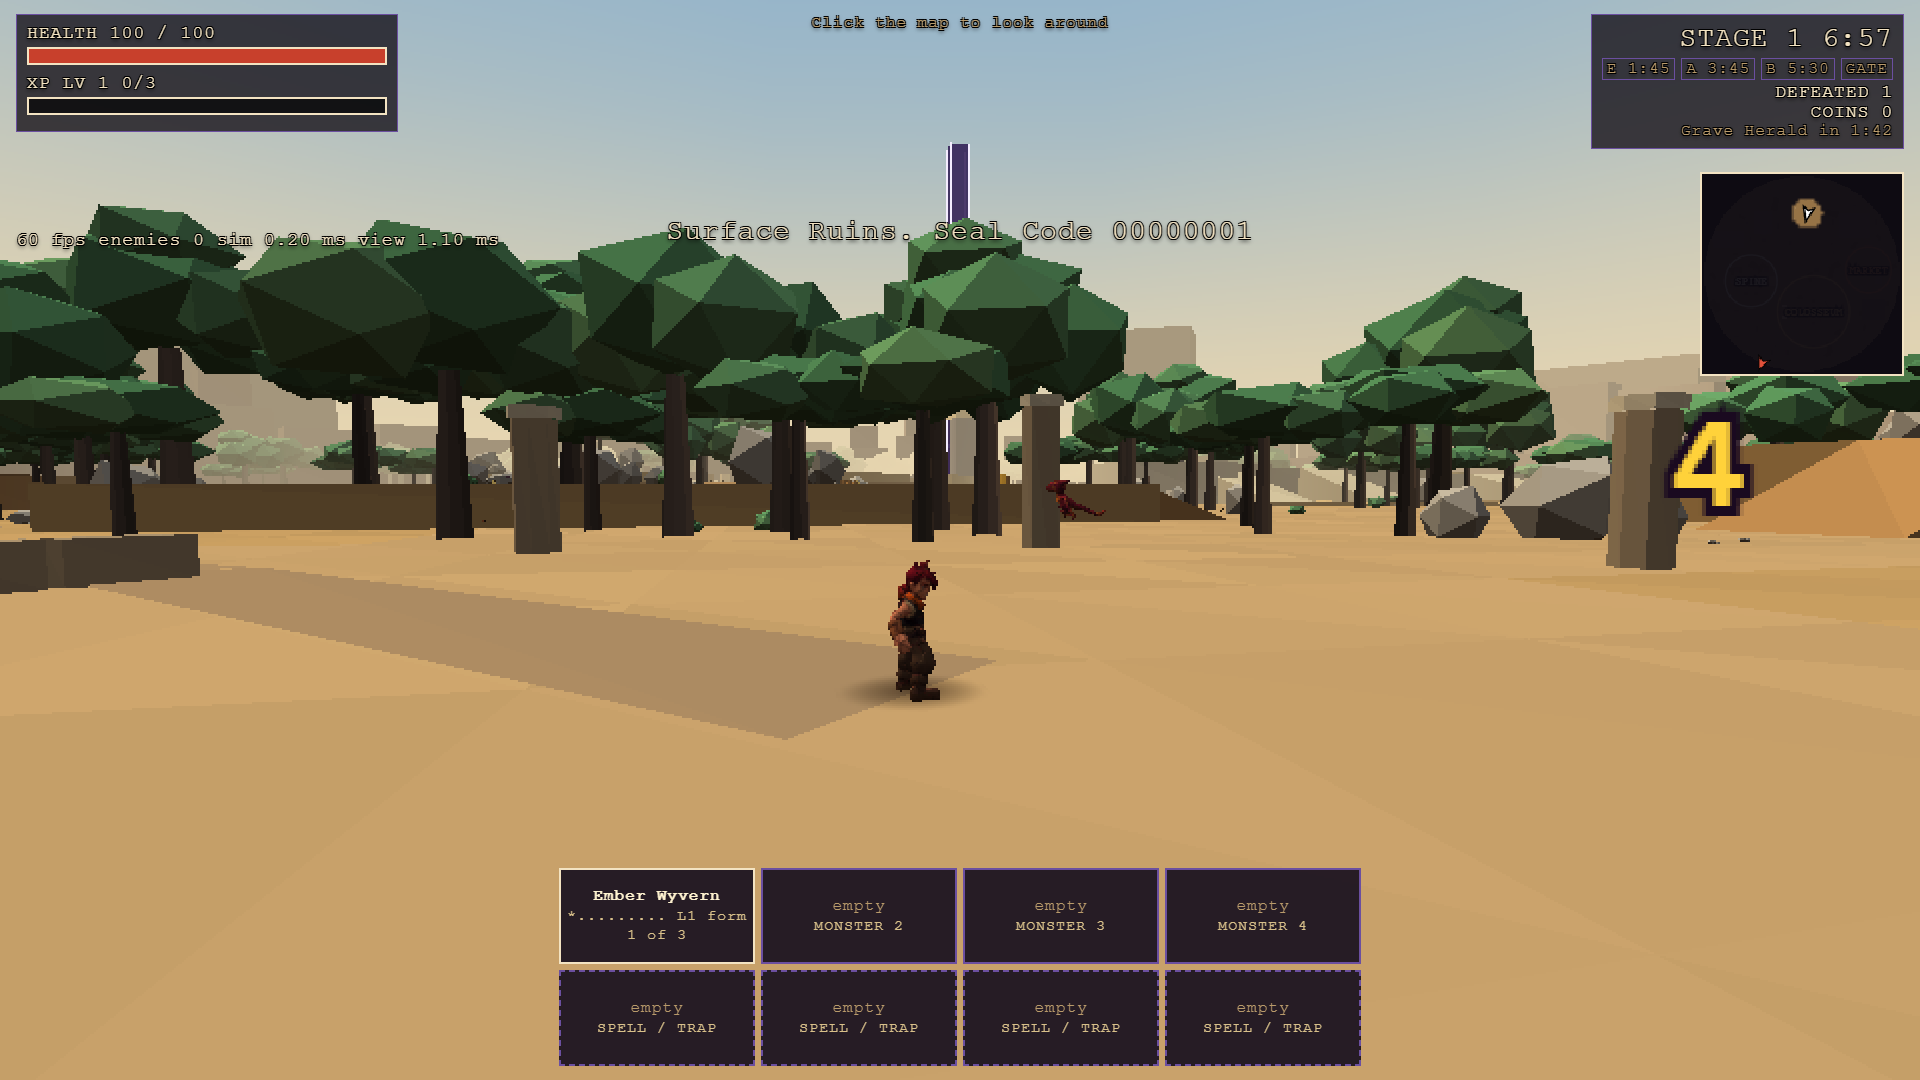 HEALTH 100 / 100
XP LV 1 0/3
Click the map to look around
STAGE 1 6:57
E 1:45 A 3:45 B 5:30 GATE
DEFEATED 1
COINS 0
Grave Herald in 1:42
60 fps enemies 0 sim 0.20 ms view 1.10 ms
Surface Ruins. Seal Code 00000001
4
Ember Wyvern
*......... L1 form
1 of 3
empty
MONSTER 2
empty
MONSTER 3
empty
MONSTER 4
empty
SPELL / TRAP
empty
SPELL / TRAP
empty
SPELL / TRAP
empty
SPELL / TRAP